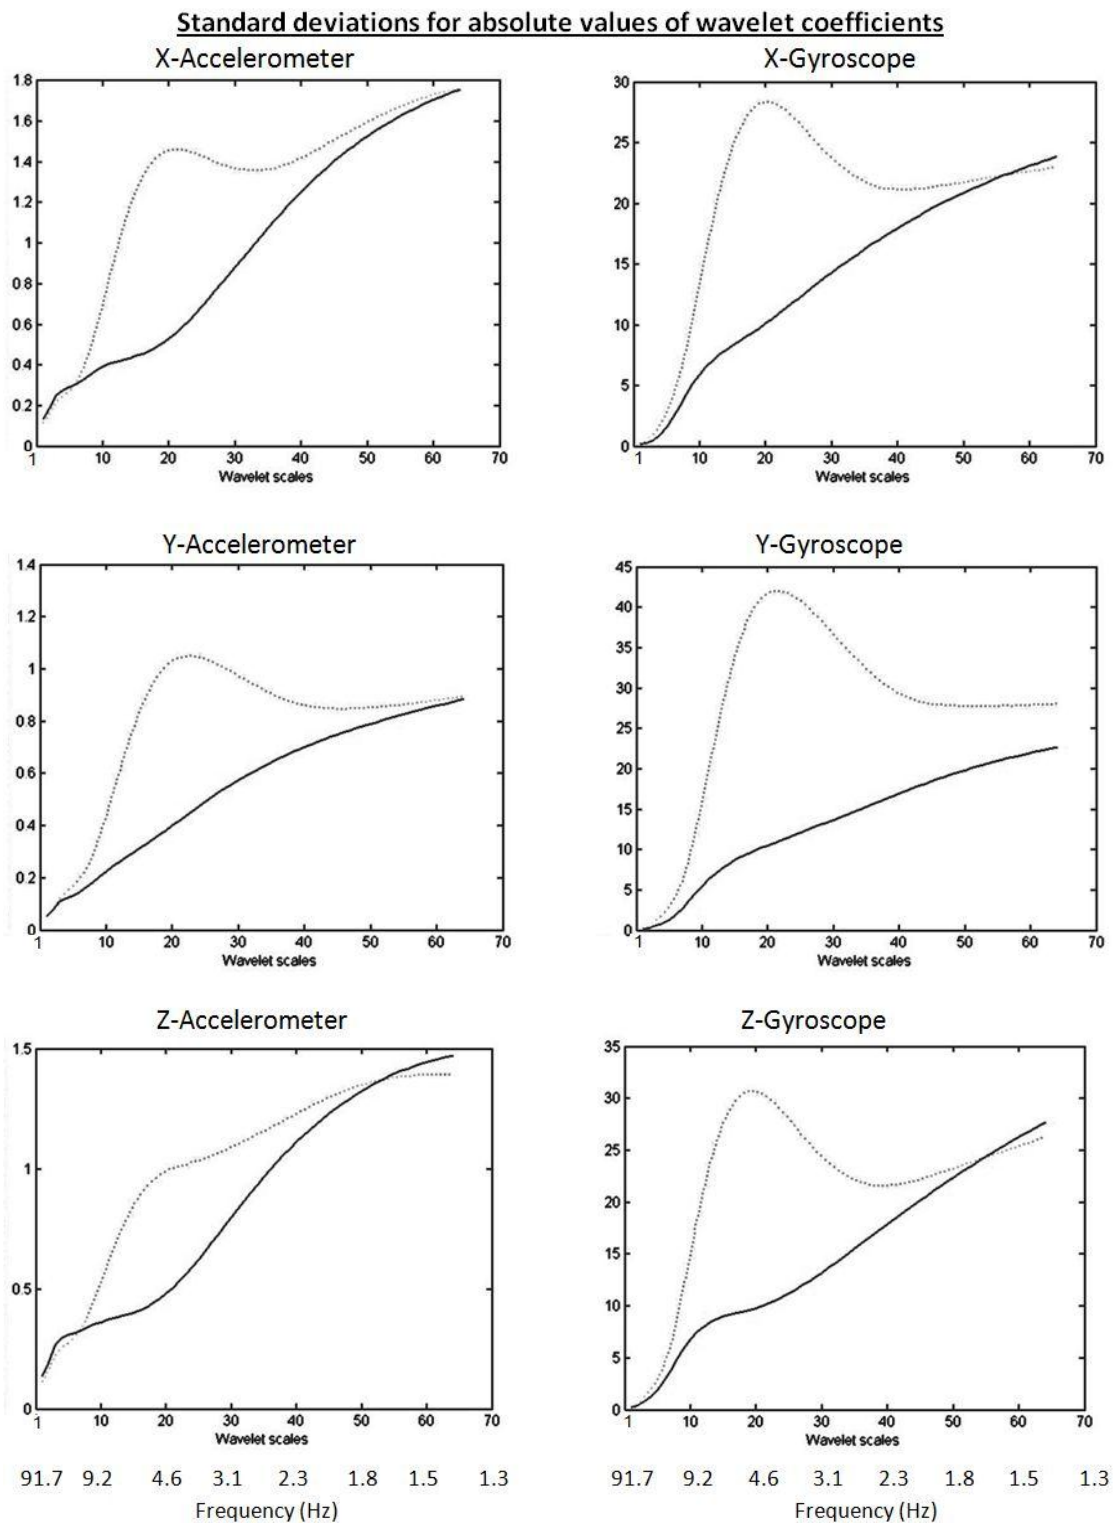 Standard deviations for absolute values of wavelet coefficients
X-Accelerometer
1.8
1.6
1.4
1.2
1
0.8
0.6
0.4
0.2
0
1 10 20 30 40 50 60 70
Wavelet scales
X-Gyroscope
30
25
20
15
10
5
0
1 10 20 30 40 50 60 70
Wavelet scales
Y-Accelerometer
1.4
1.2
1
0.8
0.6
0.4
0.2
0
1 10 20 30 40 50 60 70
Wavelet scales
Y-Gyroscope
45
40
35
30
25
20
15
10
5
0
1 10 20 30 40 50 60 70
Wavelet scales
Z-Accelerometer
1.5
1
0.5
0
1 10 20 30 40 50 60 70
Wavelet scales
Z-Gyroscope
35
30
25
20
15
10
5
0
1 10 20 30 40 50 60 70
Wavelet scales
91.7 9.2 4.6 3.1 2.3 1.8 1.5 1.3
Frequency (Hz)
91.7 9.2 4.6 3.1 2.3 1.8 1.5 1.3
Frequency (Hz)